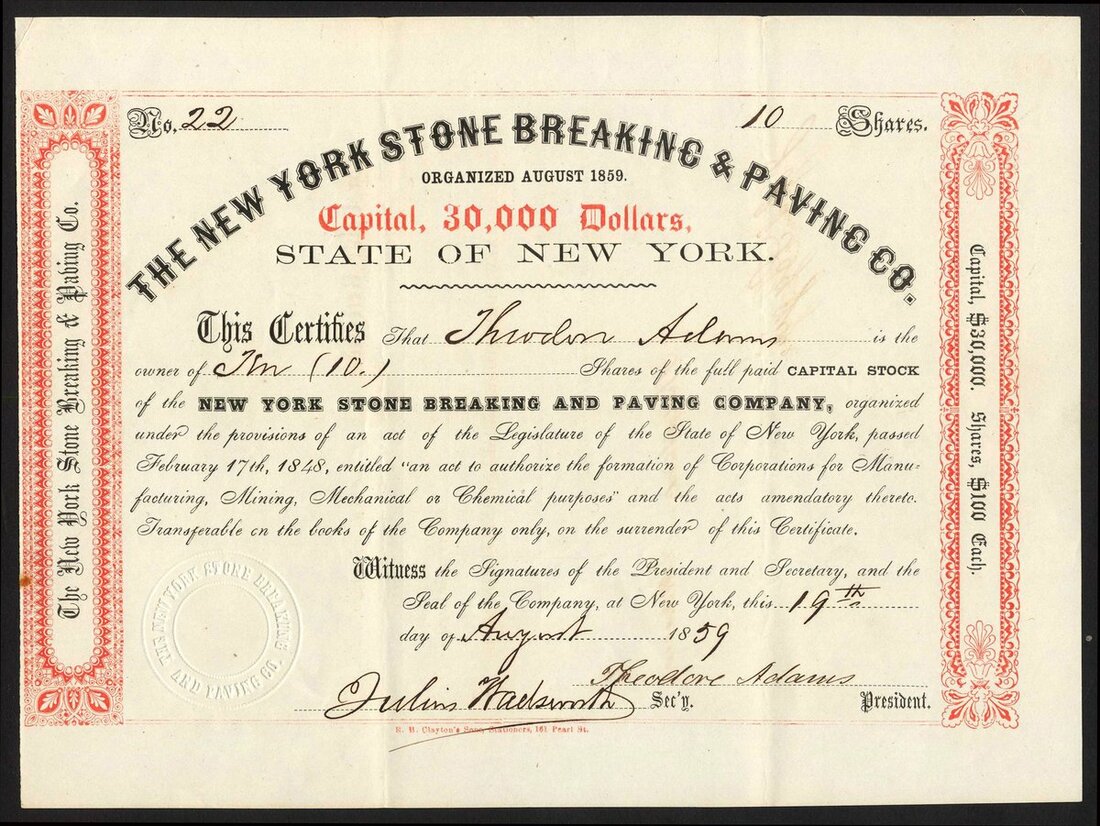 No. 22
10 Shares.
THE NEW YORK STONE BREAKING & PAVING CO.
ORGANIZED AUGUST 1859.
Capital, 30,000 Dollars,
STATE OF NEW YORK.
This Certifies That Theodore Adams is the
owner of Ten (10.) Shares of the full paid CAPITAL STOCK
of the NEW YORK STONE BREAKING AND PAVING COMPANY, organized
under the provisions of an act of the Legislature of the State of New York, passed
February 17th, 1848, entitled "an act to authorize the formation of Corporations for Manu=
facturing, Mining, Mechanical or Chemical purposes" and the acts amendatory thereto.
Transferable on the books of the Company only, on the surrender of this Certificate.
Witness the Signatures of the President and Secretary, and the
Seal of the Company, at New York, this 19th
day of August 1859
Theodore Adams President.
Julius Wadsworth Sec'y.
E. B. Clayton's Sons, Stationers, 161 Pearl St.
The New York Stone Breaking & Paving Co.
Capital, $30,000. Shares, $100 Each.
THE NEW YORK STONE BREAKING
AND PAVING CO.